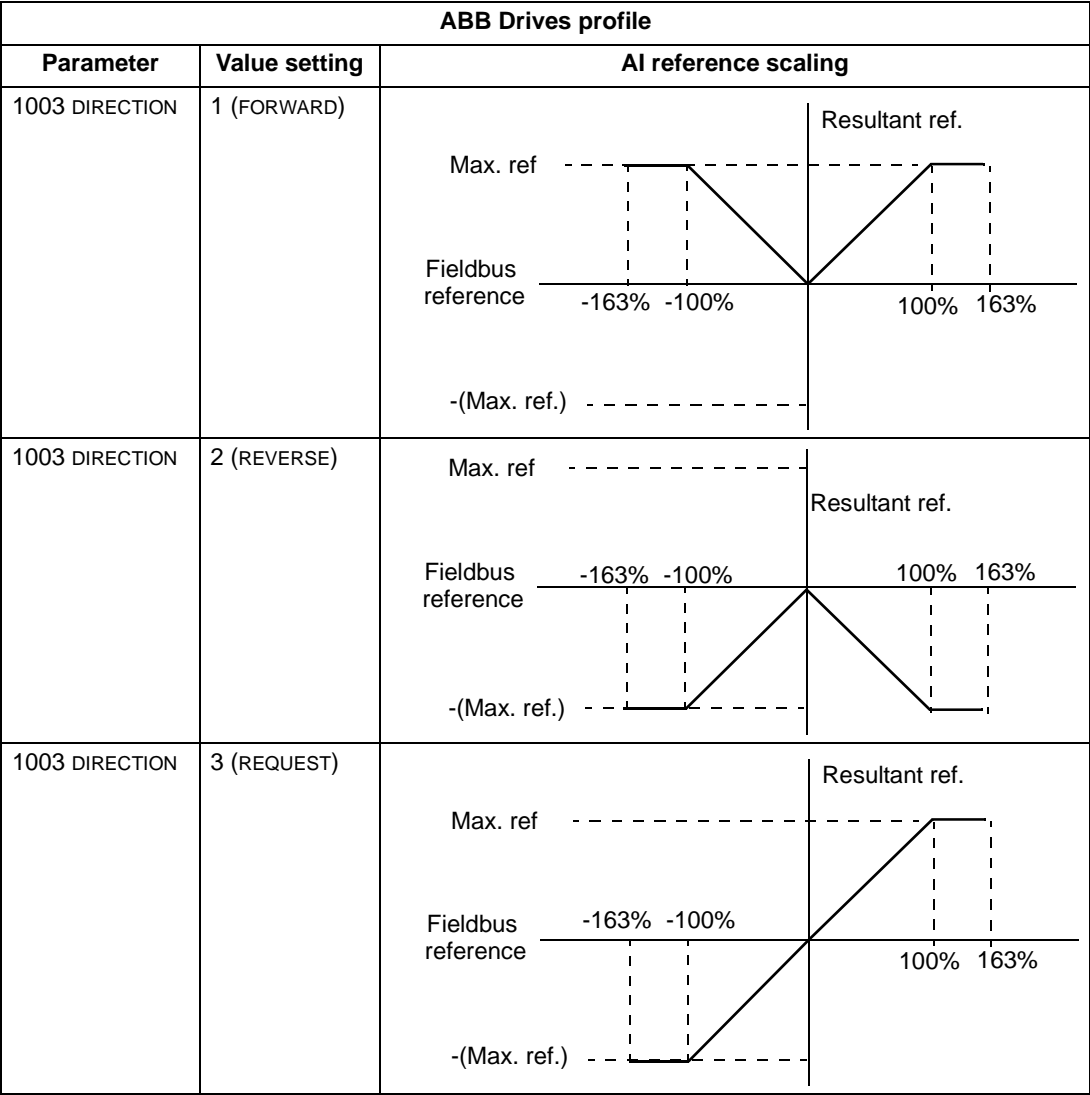 ABB Drives profile
Parameter Value setting AI reference scaling
1003 DIRECTION 1 (FORWARD)
Resultant ref.
Max. ref
Fieldbus
reference
-163% -100% 100% 163%
-(Max. ref.)
1003 DIRECTION 2 (REVERSE)
Max. ref
Resultant ref.
Fieldbus
reference
-163% -100% 100% 163%
-(Max. ref.)
1003 DIRECTION 3 (REQUEST)
Resultant ref.
Max. ref
-163% -100%
Fieldbus
reference
100% 163%
-(Max. ref.)